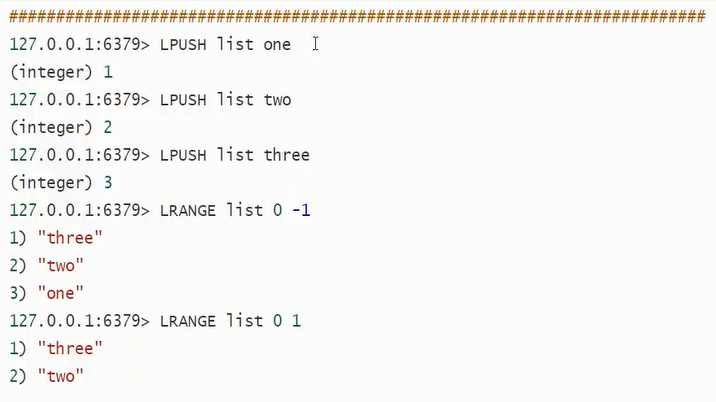 ##########################################################################
127.0.0.1:6379> LPUSH list one
(integer) 1
127.0.0.1:6379> LPUSH list two
(integer) 2
127.0.0.1:6379> LPUSH list three
(integer) 3
127.0.0.1:6379> LRANGE list 0 -1
1) "three"
2) "two"
3) "one"
127.0.0.1:6379> LRANGE list 0 1
1) "three"
2) "two"